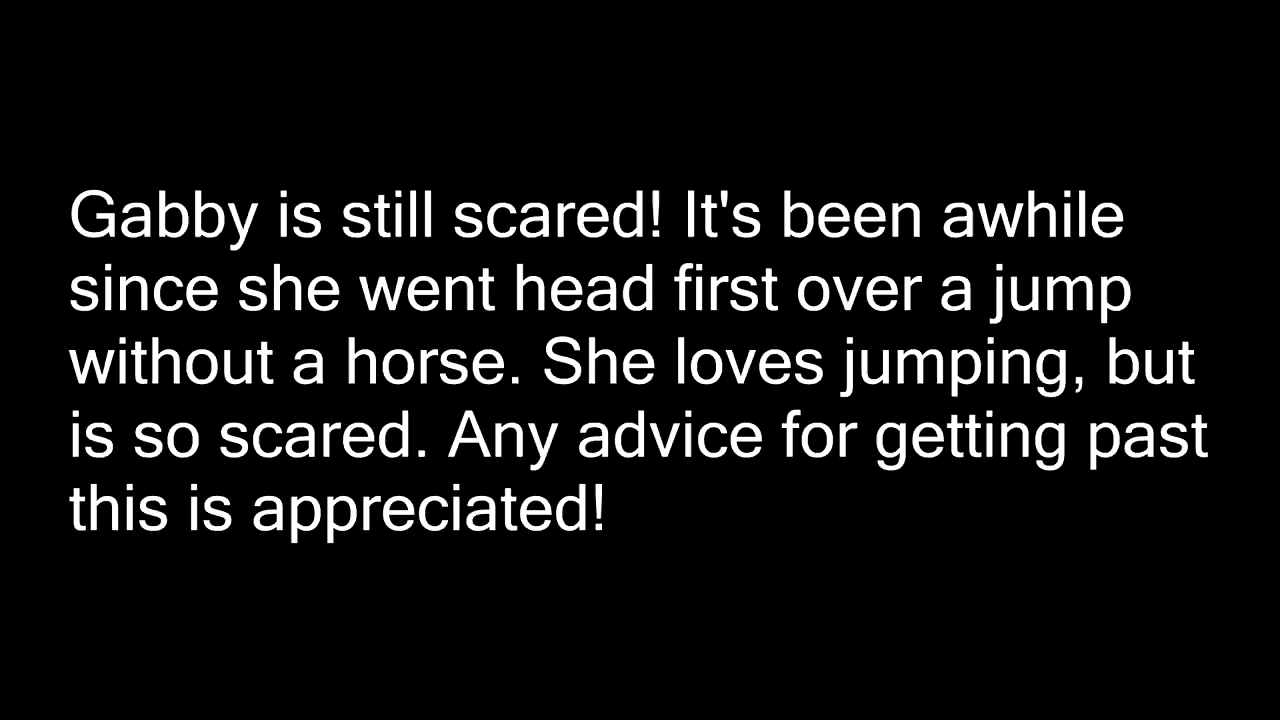 Gabby is still scared! It's been awhile
since she went head first over a jump
without a horse. She loves jumping, but
is so scared. Any advice for getting past
this is appreciated!